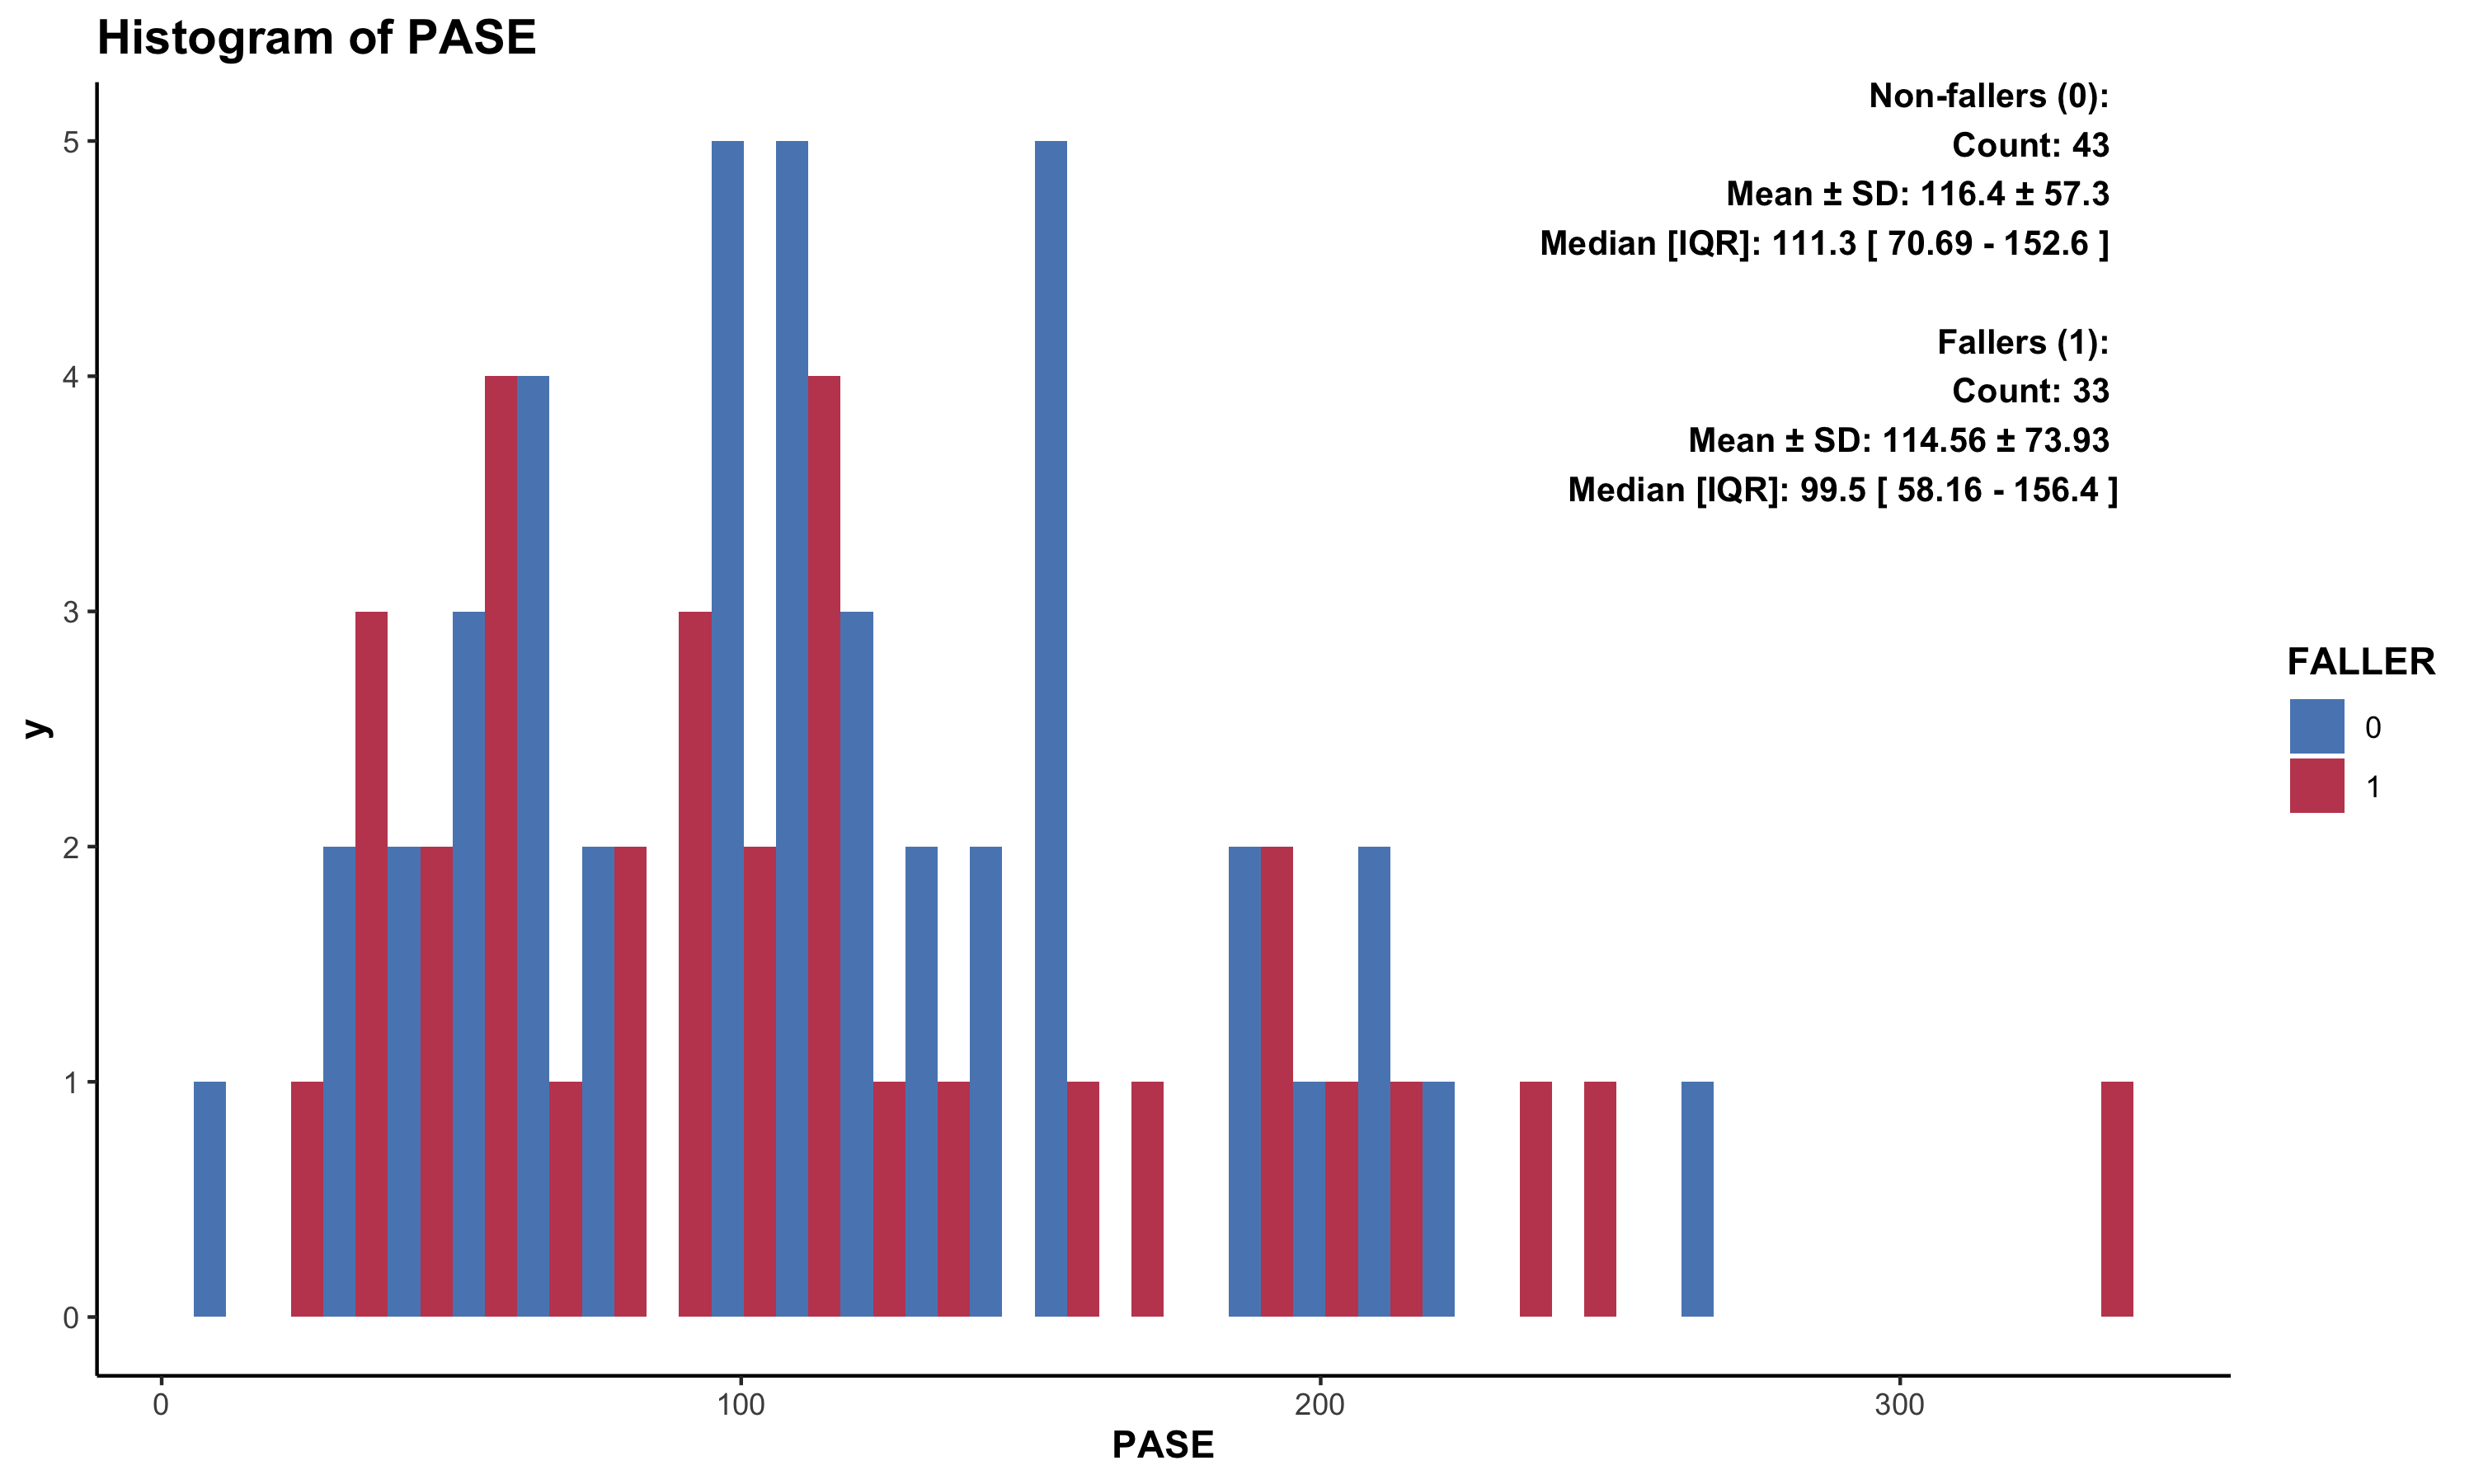 Histogram of PASE
Non-fallers (0):
Count: 43
Mean ± SD: 116.4 ± 57.3
Median [IQR]: 111.3 [ 70.69 - 152.6 ]
Fallers (1):
Count: 33
Mean ± SD: 114.56 ± 73.93
Median [IQR]: 99.5 [ 58.16 - 156.4 ]
5
4
3
2
1
0
y
FALLER
0
1
0 100 200 300
PASE